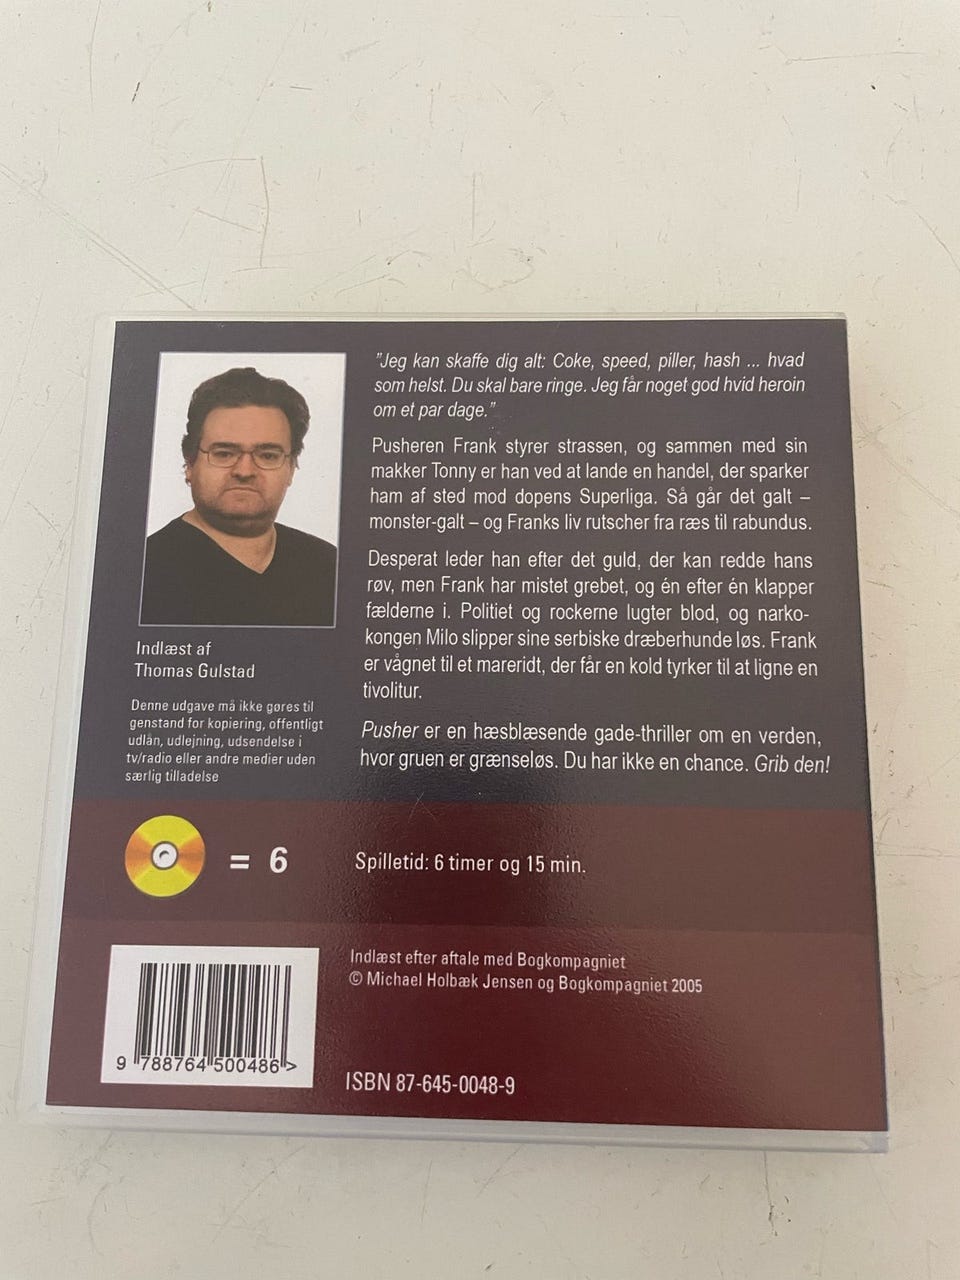 "Jeg kan skaffe dig alt: Coke, speed, piller, hash ... hvad
som helst. Du skal bare ringe. Jeg får noget god hvid heroin
om et par dage."
Pusheren Frank styrer strassen, og sammen med sin
makker Tonny er han ved at lande en handel, der sparker
ham af sted mod dopens Superliga. Så går det galt –
monster-galt – og Franks liv rutscher fra ræs til rabundus.
Desperat leder han efter det guld, der kan redde hans
røv, men Frank har mistet grebet, og én efter én klapper
fælderne i. Politiet og rockerne lugter blod, og narko-
kongen Milo slipper sine serbiske dræberhunde løs. Frank
er vågnet til et mareridt, der får en kold tyrker til at ligne en
tivolitur.
Pusher er en hæsblæsende gade-thriller om en verden,
hvor gruen er grænseløs. Du har ikke en chance. Grib den!
Indlæst af
Thomas Gulstad
Denne udgave må ikke gøres til
genstand for kopiering, offentligt
udlån, udlejning, udsendelse i
tv/radio eller andre medier uden
særlig tilladelse
= 6
Spilletid: 6 timer og 15 min.
Indlæst efter aftale med Bogkompagniet
© Michael Holbæk Jensen og Bogkompagniet 2005
9 788764 500486 >
ISBN 87-645-0048-9